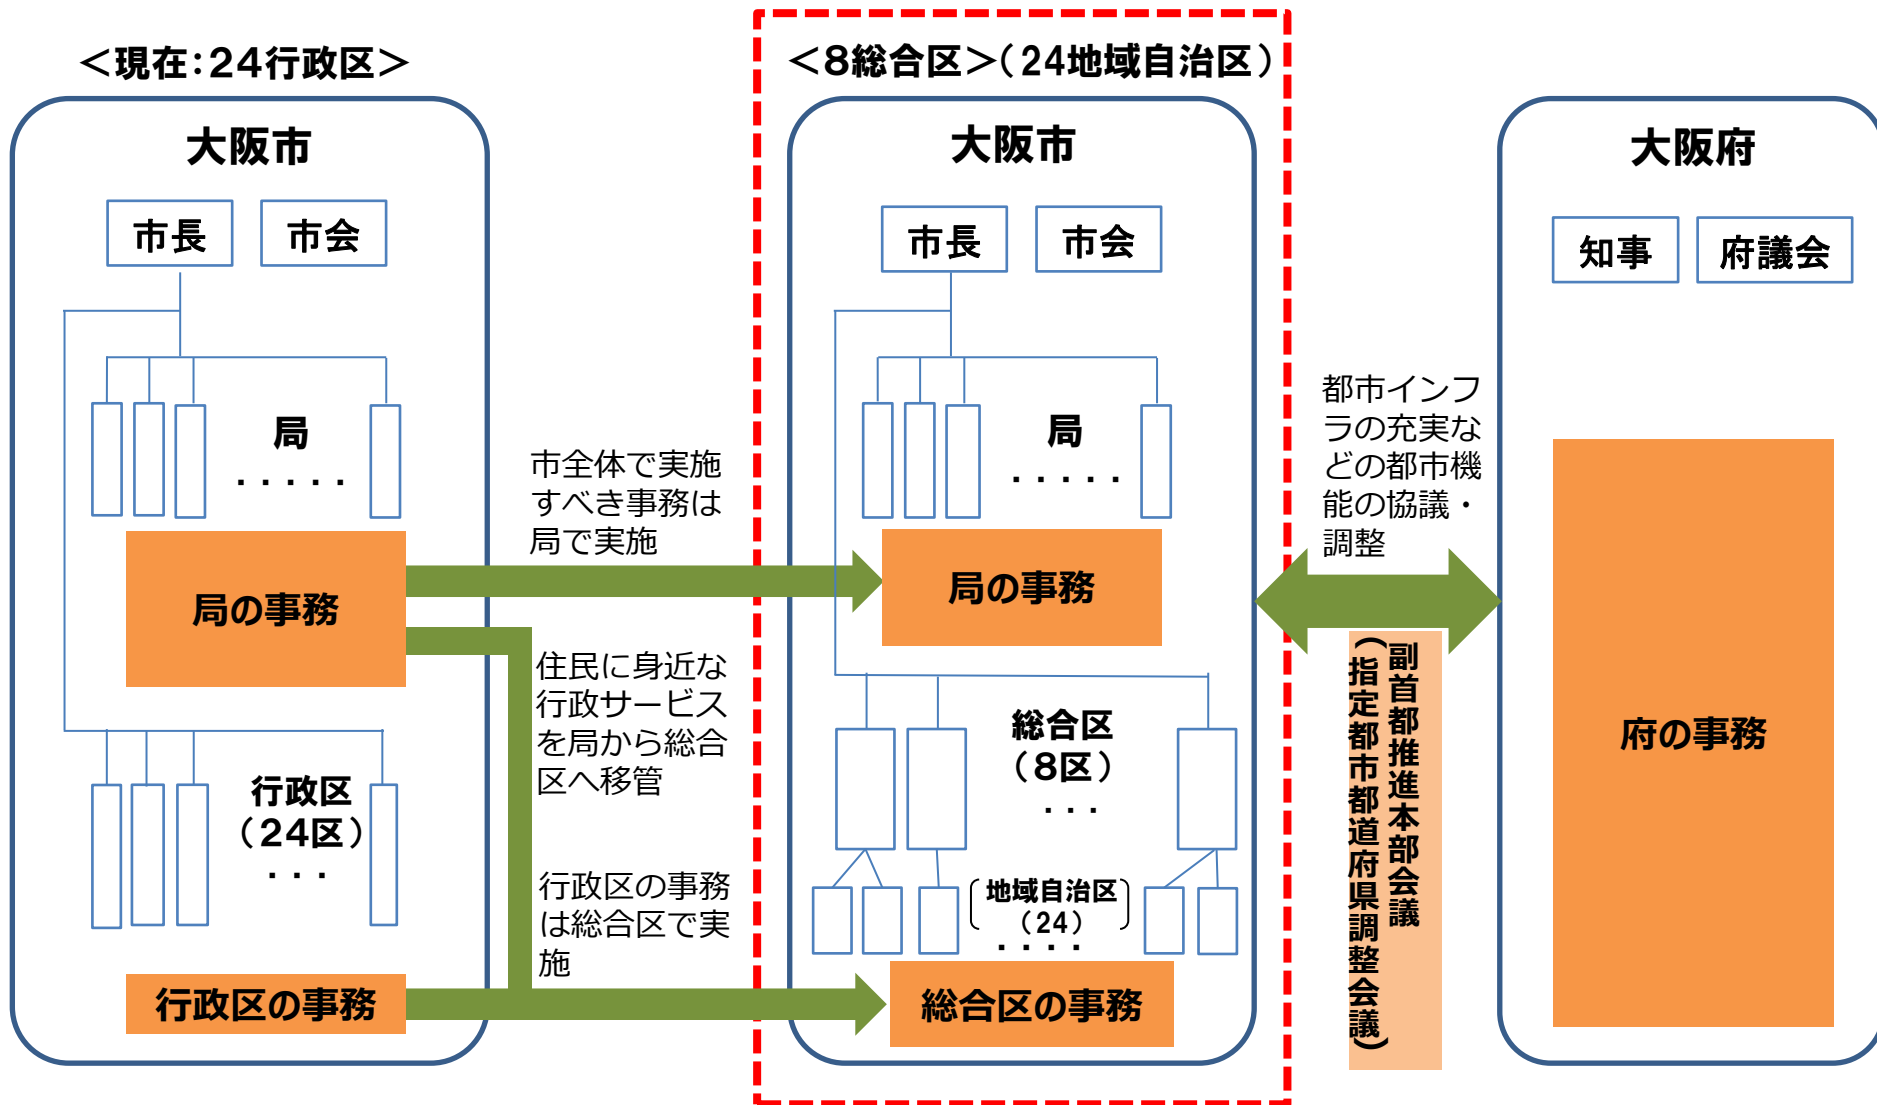 ＜現在：２４行政区＞
大阪市
市長
市会
局
・・・・・
局の事務
行政区
（２４区）
・・・
行政区の事務
市全体で実施
すべき事務は
局で実施
住民に身近な
行政サービス
を局から総合
区へ移管
行政区の事務
は総合区で実
施
＜８総合区＞（２４地域自治区）
大阪市
市長
市会
局
・・・・・
局の事務
総合区
（８区）
・・・
地域自治区
（２４）
・・・・
総合区の事務
都市インフ
ラの充実な
どの都市機
能の協議・
調整
副首都推進本部会議
（指定都市都道府県調整会議）
大阪府
知事
府議会
府の事務